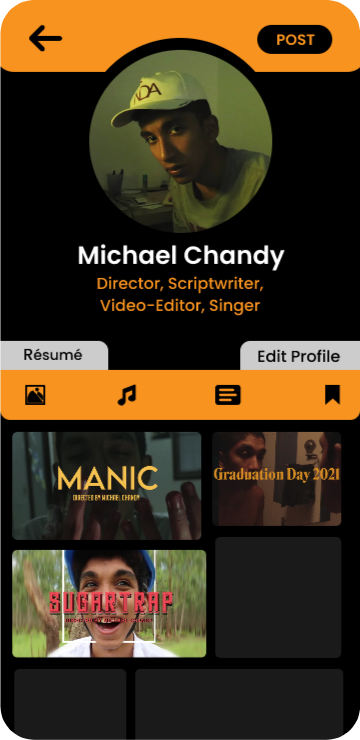 POST
NDA
Michael Chandy
Director, Scriptwriter,
Video-Editor, Singer
Résumé
Edit Profile
MANIC
DIRECTED BY MICHAEL CHANDY
Graduation Day 2021
SUGARTRAP